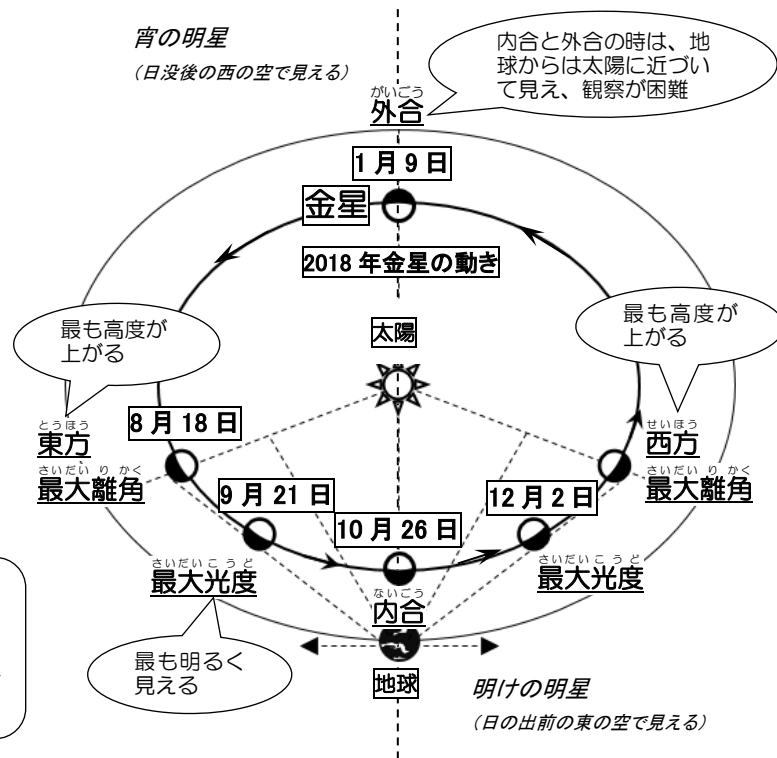 宵の明星
（日没後の西の空で見える）
内合と外合の時は、地
球からは太陽に近づい
て見え、観察が困難
がいごう
外合
1月9日
金星
2018年金星の動き
太陽
最も高度が
上がる
最も高度が
上がる
とうほう
東方
さいだいりかく
最大離角
8月18日
せいほう
西方
さいだいりかく
最大離角
9月21日
10月26日
12月2日
さいだいこうど
最大光度
さいだいこうど
最大光度
ないごう
内合
最も明るく
見える
地球
明けの明星
（日の出前の東の空で見える）